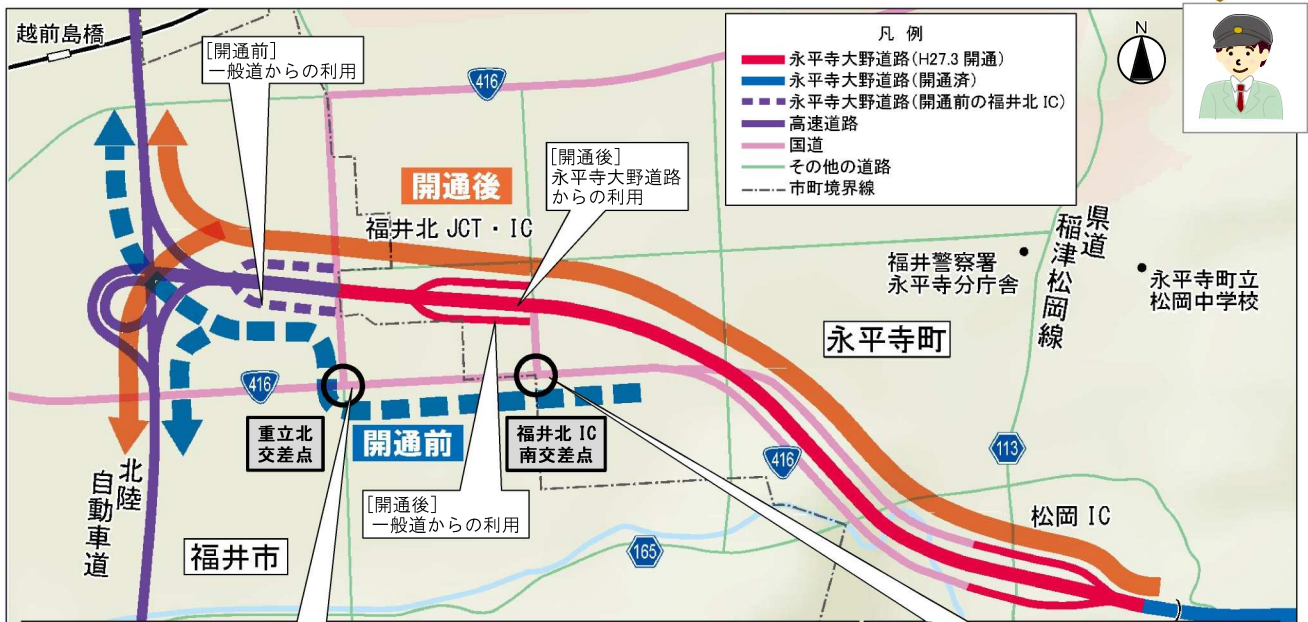 越前島橋
[開通前]
一般道からの利用
416
凡 例
永平寺大野道路(H27.3 開通)
永平寺大野道路(開通済)
永平寺大野道路(開通前の福井北 IC)
高速道路
国道
その他の道路
市町境界線
N
開通後
[開通後]
永平寺大野道路
からの利用
福井北 JCT・IC
福井警察署
永平寺分庁舎
県道
稲津松岡線
永平寺町立
松岡中学校
永平寺町
416
重立北
交差点
開通前
福井北 IC
南交差点
416
113
北陸
自動車道
[開通後]
一般道からの利用
松岡 IC
福井市
165